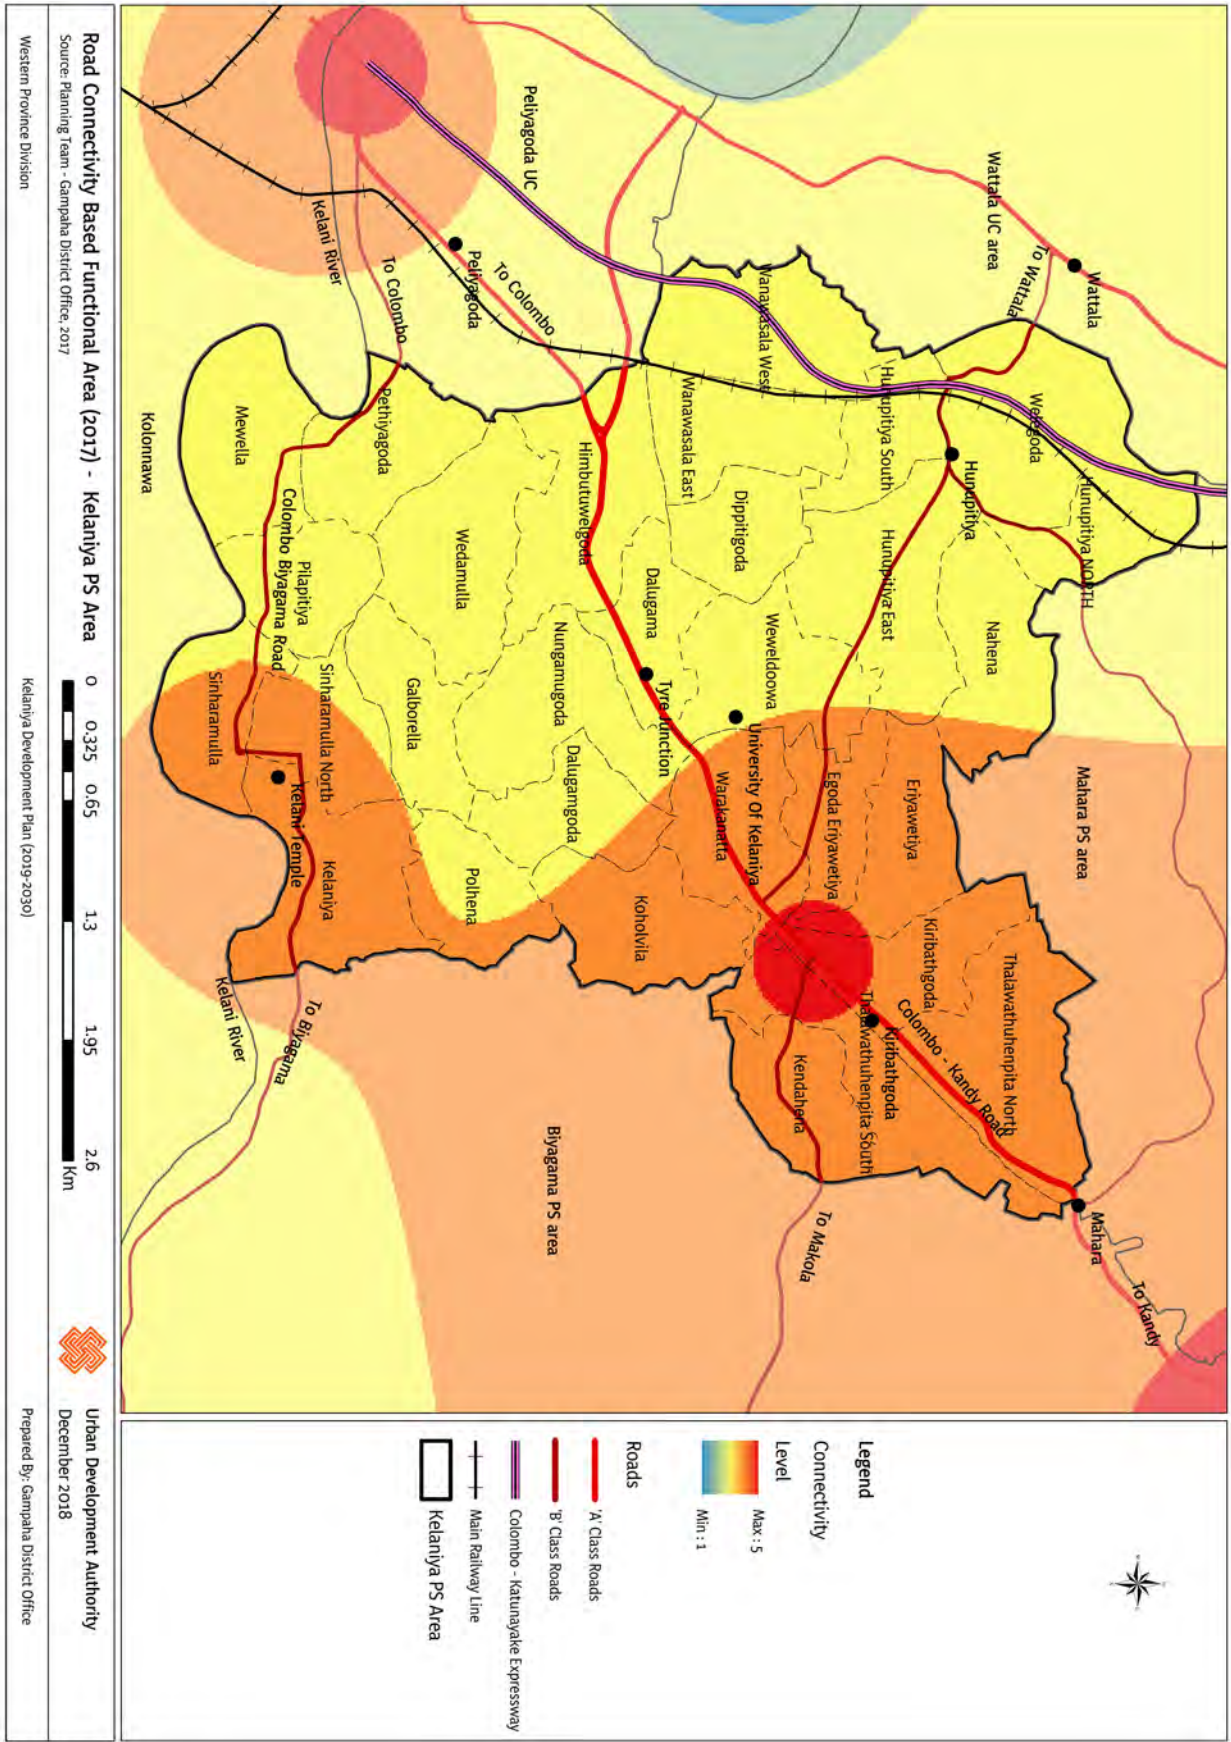 Wattala
Wattala UC area
To Wattala
Peliyagoda UC
Welegoda
Hunupitiya NORTH
Hunupitiya
Hunupitiya South
Wanawasala West
Wanawasala East
Hunupitiya East
Nahena
Dippitigoda
Dalugama
Weweldoowa
Himbutuwelgoda
To Colombo
Peliyagoda
To Colombo
Kelani River
Pethiyagoda
Mewella
Kolonnawa
Wedamulla
Pilapitiya
Colombo Biyagama Road
Nungamugoda
Tyre Junction
University Of Kelaniya
Galborella
Sinharamulla North
Sinharamulla
Dalugamgoda
Warakanatta
Egoda Eriyawetiya
Eriyawetiya
Mahara PS area
Kelani Temple
Kelaniya
Polhena
Koholvila
Kiribathgoda
Thalawathuhenpita North
Colombo - Kandy Road
Kiribathgoda
Thalawathuhenpita South
Kendahena
Kelani River
To Biyagama
Biyagama PS area
To Makola
Mahara
To Kandy
Legend
Connectivity
Level
Max : 5
Min : 1
Roads
'A' Class Roads
'B' Class Roads
Colombo - Katunayake Expressway
Main Railway Line
Kelaniya PS Area
Road Connectivity Based Functional Area (2017) - Kelaniya PS Area
Source: Planning Team - Gampaha District Office, 2017
0 0.325 0.65 1.3 1.95 2.6
Km
Urban Development Authority
December 2018
Western Province Division
Kelaniya Development Plan (2019-2030)
Prepared By: Gampaha District Office